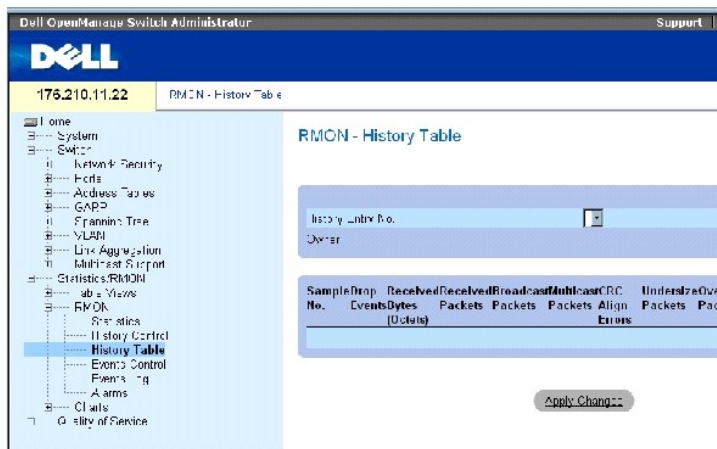 Dell OpenManage Switch Administrator
Support
DELL
176.210.11.22
RMON - History Table
Home
System
Switch
Network Security
Ports
Address Tables
GARP
Spanning Tree
VLAN
Link Aggregation
Multicast Support
Statistics/RMON
Table Views
RMON
Statistics
History Control
History Table
Events Control
Events Log
Alarms
Charts
Quality of Service
RMON - History Table
History Entry No.
Owner
Sample Drop Received Received Broadcast Multicast CRC Undersize
No. Events Bytes Packets Packets Packets Align Packets
(Octets) Errors
Apply Changes